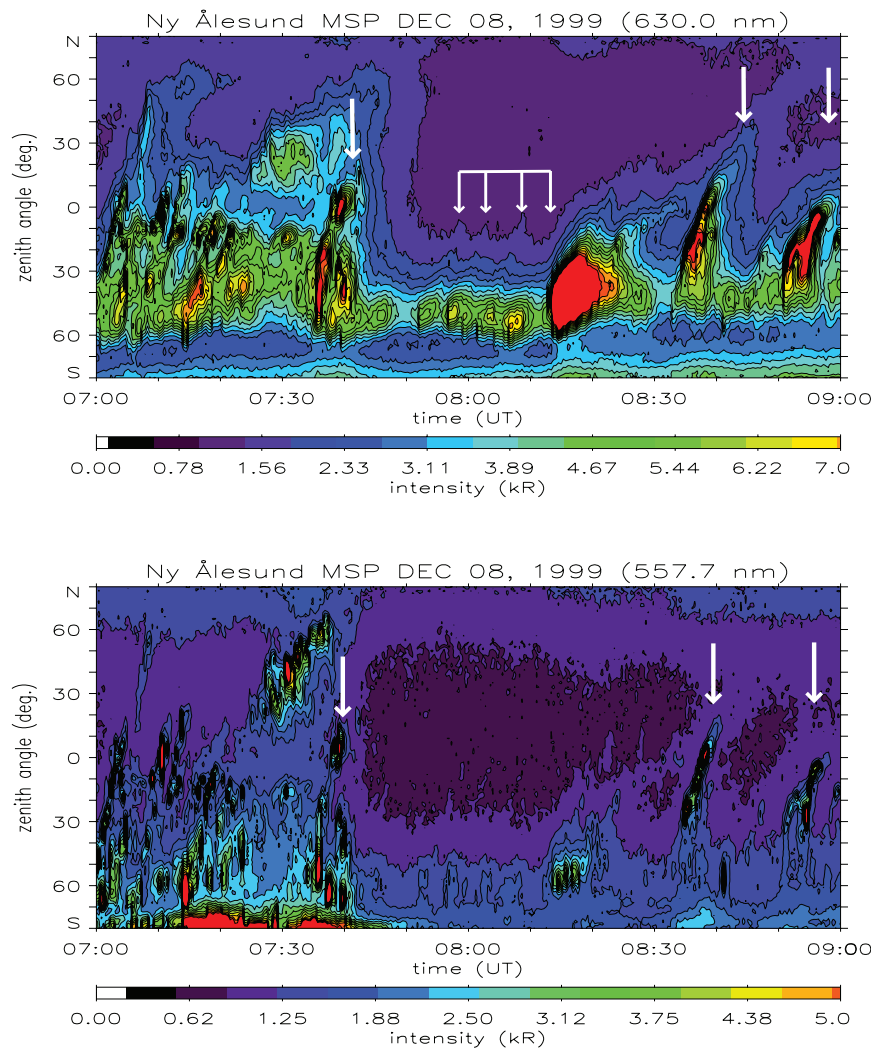 Ny Ålesund MSP DEC 08, 1999 (630.0 nm)
zenith angle (deg.)
N
60
30
0
30
60
S
07:00 07:30 08:00 08:30 09:00
time (UT)
0.00 0.78 1.56 2.33 3.11 3.89 4.67 5.44 6.22 7.0
intensity (kR)
Ny Ålesund MSP DEC 08, 1999 (557.7 nm)
zenith angle (deg.)
N
60
30
0
30
60
S
07:00 07:30 08:00 08:30 09:00
time (UT)
0.00 0.62 1.25 1.88 2.50 3.12 3.75 4.38 5.0
intensity (kR)